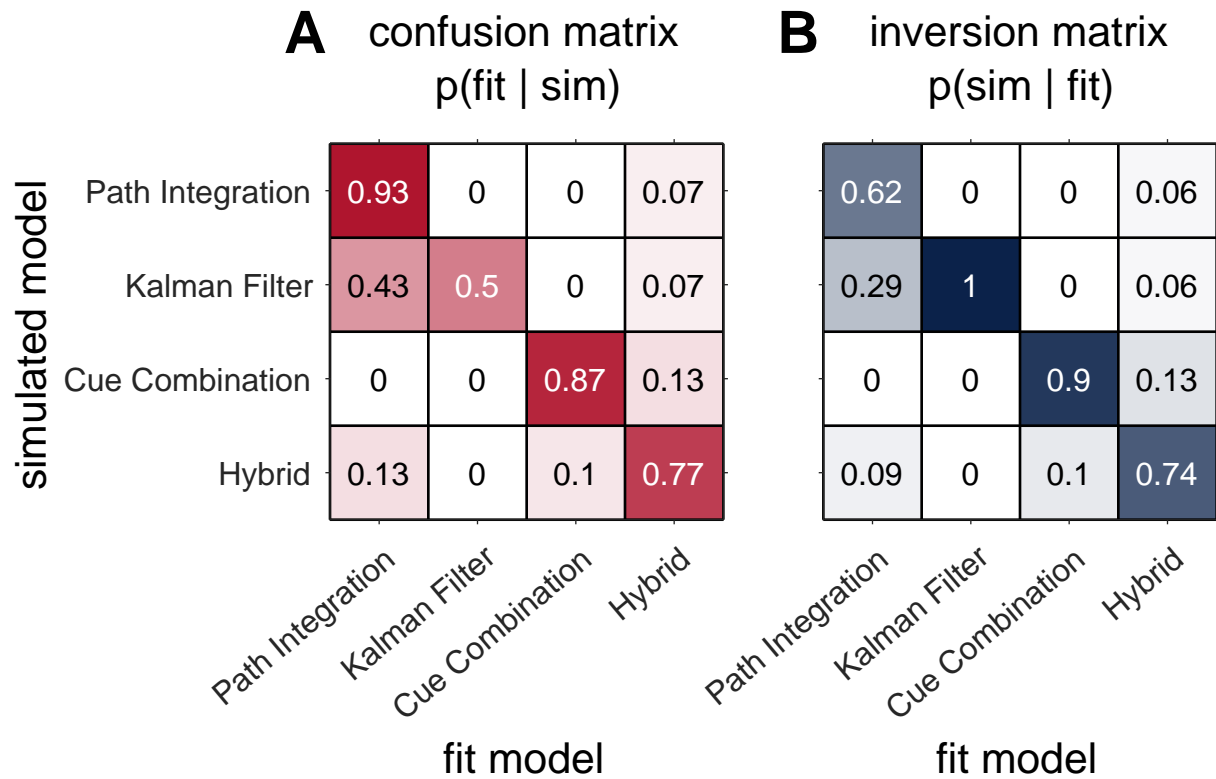 A confusion matrix
p(fit | sim)
B inversion matrix
p(sim | fit)
simulated model
Path Integration 0.93 0 0 0.07
Kalman Filter 0.43 0.5 0 0.07
Cue Combination 0 0 0.87 0.13
Hybrid 0.13 0 0.1 0.77
Path Integration
Kalman Filter
Cue Combination
Hybrid
fit model
0.62 0 0 0.06
0.29 1 0 0.06
0 0 0.9 0.13
0.09 0 0.1 0.74
Path Integration
Kalman Filter
Cue Combination
Hybrid
fit model